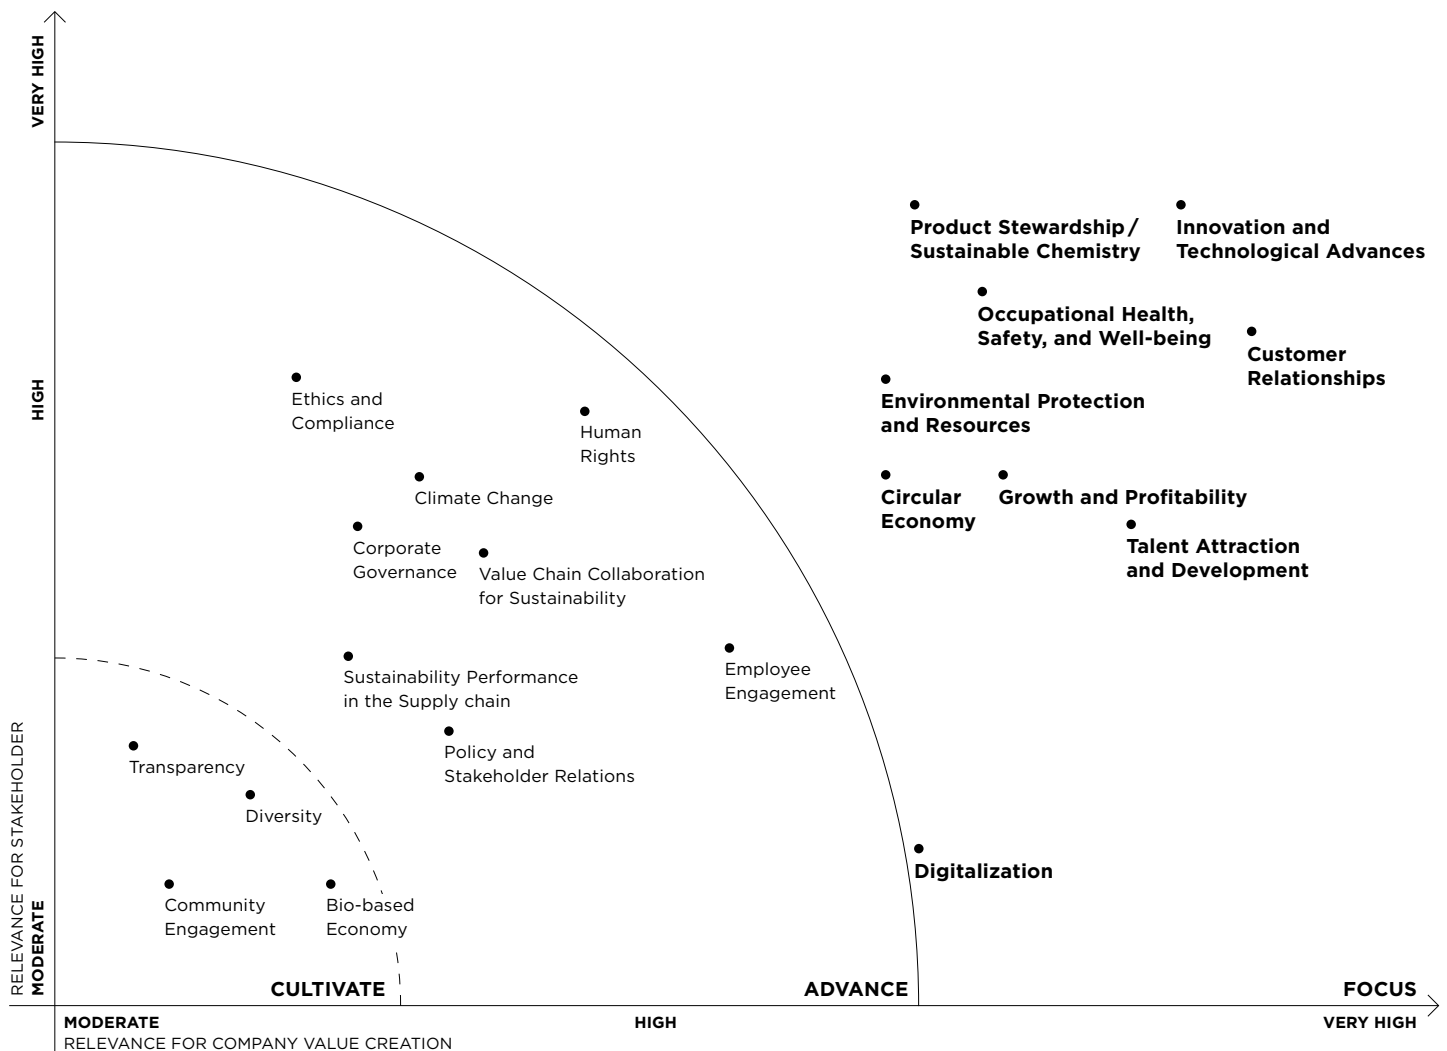 VERY HIGH
HIGH
MODERATE
RELEVANCE FOR STAKEHOLDER
Product Stewardship /
Sustainable Chemistry
Innovation and
Technological Advances
Occupational Health,
Safety, and Well-being
Customer
Relationships
Environmental Protection
and Resources
Ethics and
Compliance
Human
Rights
Climate Change
Circular
Economy
Growth and Profitability
Corporate
Governance
Value Chain Collaboration
for Sustainability
Talent Attraction
and Development
Sustainability Performance
in the Supply chain
Employee
Engagement
Policy and
Stakeholder Relations
Transparency
Diversity
Digitalization
Community
Engagement
Bio-based
Economy
CULTIVATE
ADVANCE
FOCUS
MODERATE
HIGH
VERY HIGH
RELEVANCE FOR COMPANY VALUE CREATION